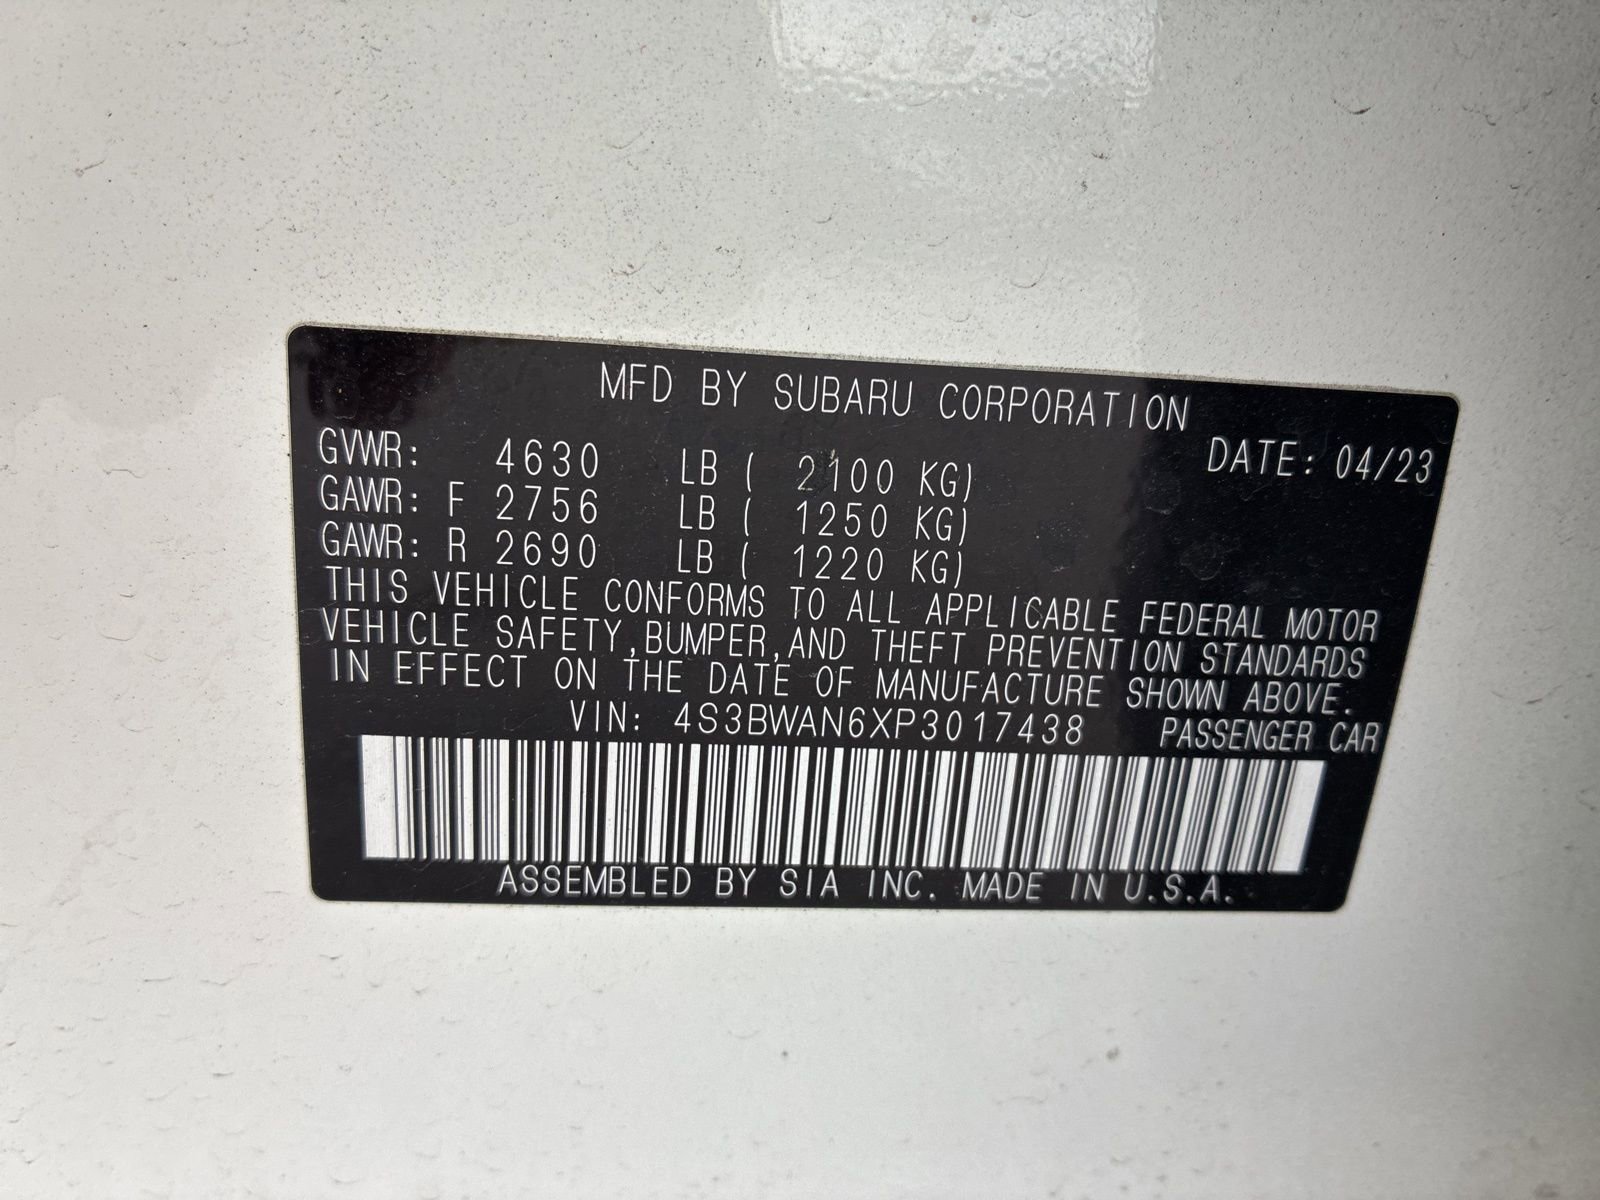 MFD BY SUBARU CORPORATION
GVWR: 4630 LB ( 2100 KG) DATE: 04/23
GAWR: F 2756 LB ( 1250 KG)
GAWR: R 2690 LB ( 1220 KG)
THIS VEHICLE CONFORMS TO ALL APPLICABLE FEDERAL MOTOR
VEHICLE SAFETY,BUMPER,AND THEFT PREVENTION STANDARDS
IN EFFECT ON THE DATE OF MANUFACTURE SHOWN ABOVE.
VIN: 4S3BWAN6XP3017438 PASSENGER CAR
ASSEMBLED BY SIA INC. MADE IN U.S.A.